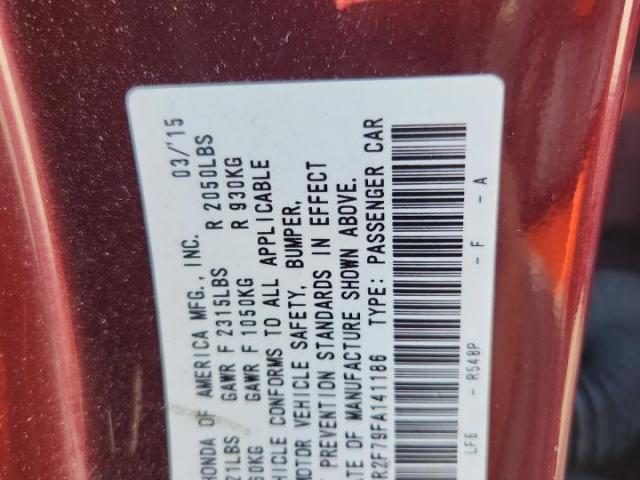 HONDA OF AMERICA MFG., INC. 03/'15
21LBS GAWR F 2315LBS R 2050LBS
60KG GAWR F 1050KG R 930KG
HICLE CONFORMS TO ALL APPLICABLE
MOTOR VEHICLE SAFETY, BUMPER,
PREVENTION STANDARDS IN EFFECT
ATE OF MANUFACTURE SHOWN ABOVE.
R2F79FA141186 TYPE: PASSENGER CAR
LF6 - R548P - F - A